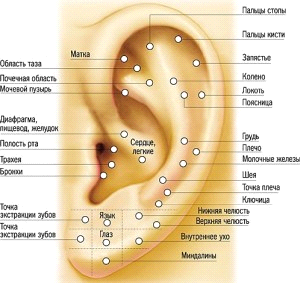 Пальцы стопы
Пальцы кисти
Матка
Запястье
Область таза
Колено
Почечная область
Мочевой пузырь
Локоть
Поясница
Диафрагма,
пищевод, желудок
Сердце,
легкие
Грудь
Полость рта
Плечо
Трахея
Молочные железы
Бронхи
Шея
Точка плеча
Ключица
Точка
экстракции зубов
Язык
Нижняя челюсть
Верхняя челюсть
Точка
экстракции зубов
Глаз
Внутреннее ухо
Миндалины